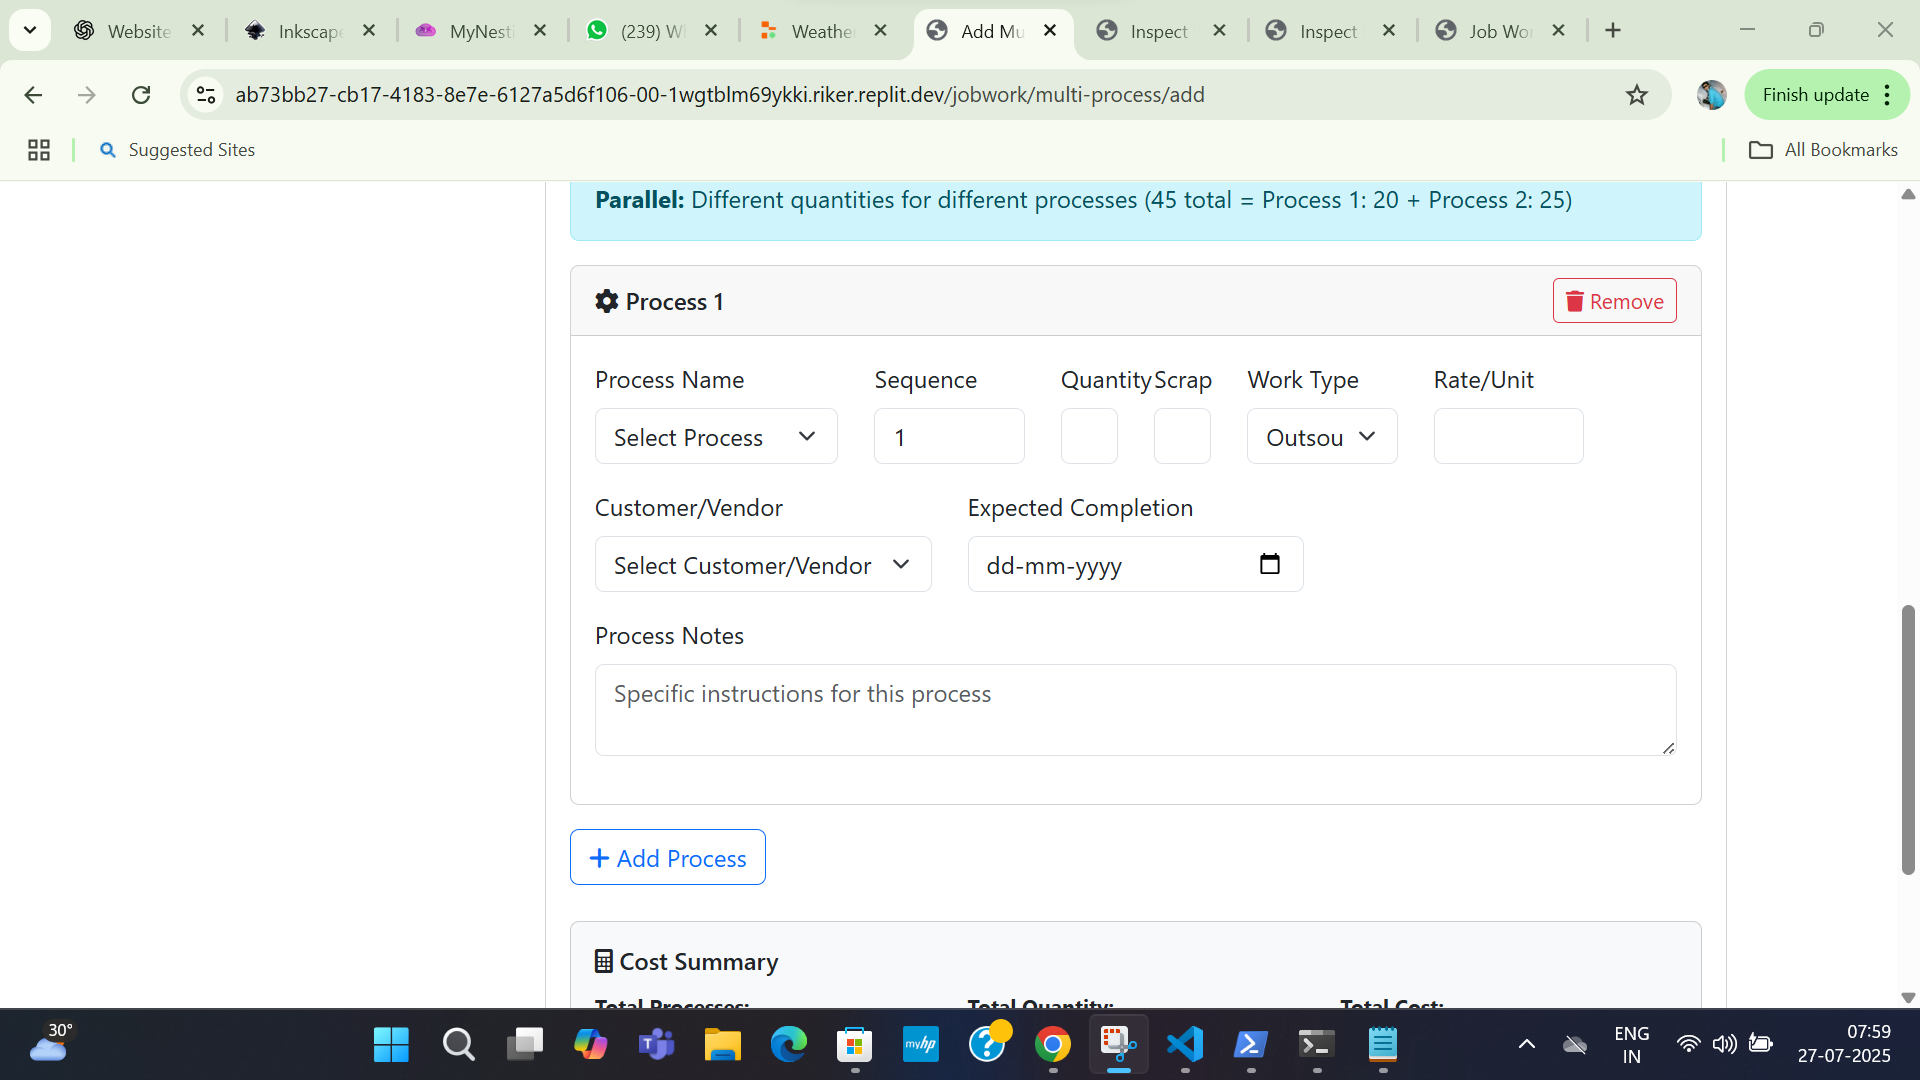 Website
Inkscape
MyNesti
(239) W
Weather
Add Mu
Inspect
Inspect
Job Wor
ab73bb27-cb17-4183-8e7e-6127a5d6f106-00-1wgtblm69ykki.riker.replit.dev/jobwork/multi-process/add
Finish update
Suggested Sites
All Bookmarks
Parallel: Different quantities for different processes (45 total = Process 1: 20 + Process 2: 25)
Process 1
Remove
Process Name Sequence Quantity Scrap Work Type Rate/Unit
Select Process 1 Outsou
Customer/Vendor Expected Completion
Select Customer/Vendor dd-mm-yyyy
Process Notes
Specific instructions for this process
+ Add Process
Cost Summary
Total Processes: Total Quantity: Total Cost:
30°
myhp
ENG
IN
07:59
27-07-2025